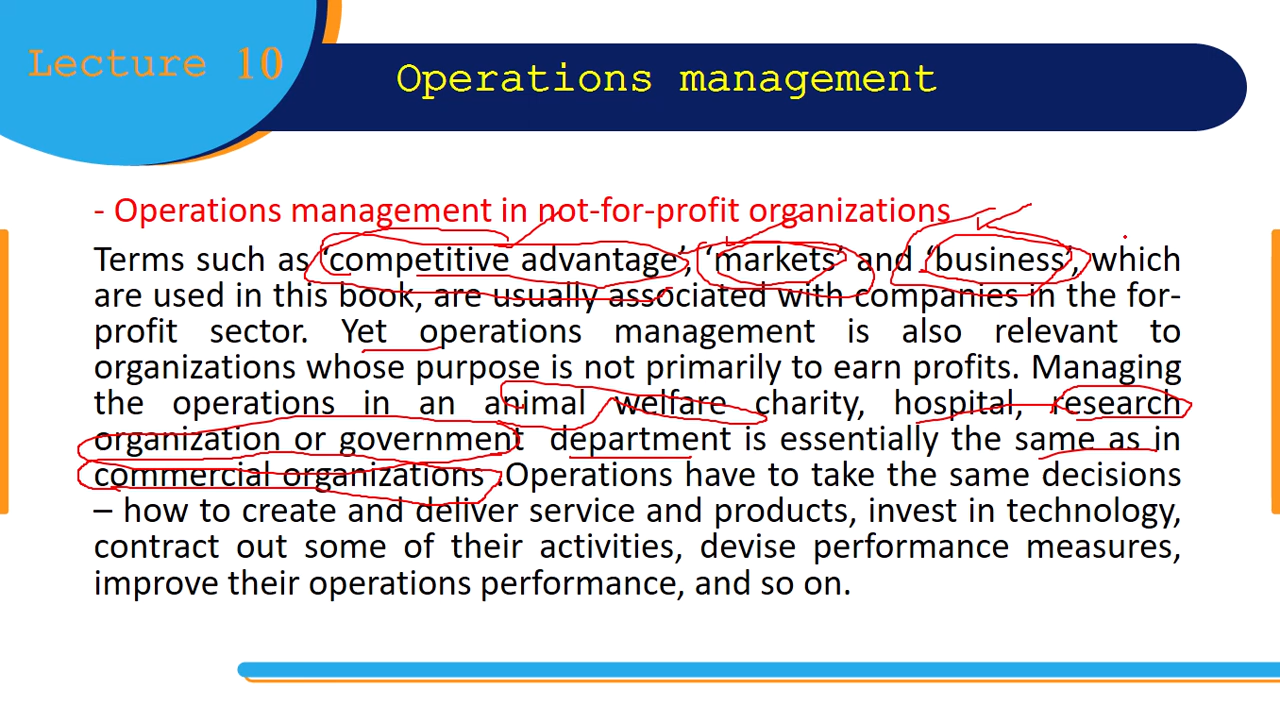 Lecture 10
Operations management
- Operations management in not-for-profit organizations
Terms such as ‘competitive advantage’, ‘markets’ and ‘business’, which
are used in this book, are usually associated with companies in the for-
profit sector. Yet operations management is also relevant to
organizations whose purpose is not primarily to earn profits. Managing
the operations in an animal welfare charity, hospital, research
organization or government department is essentially the same as in
commercial organizations .Operations have to take the same decisions
– how to create and deliver service and products, invest in technology,
contract out some of their activities, devise performance measures,
improve their operations performance, and so on.